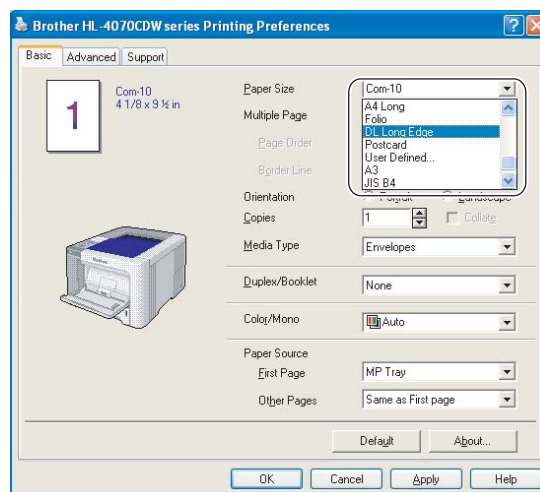 Brother HL-4070CDW series Printing Preferences
Basic Advanced Support
1
Com-10
4 1/8 x 9 ½ in
Paper Size Com-10
A4 Long
Folio
DL Long Edge
Postcard
User Defined...
A3
JIS B4
Multiple Page
Page Order
Border Line
Orientation Portrait Landscape
Copies 1 Collate
Media Type Envelopes
Duplex/Booklet None
Color/Mono Auto
Paper Source
First Page MP Tray
Other Pages Same as First page
Default About...
OK Cancel Apply Help